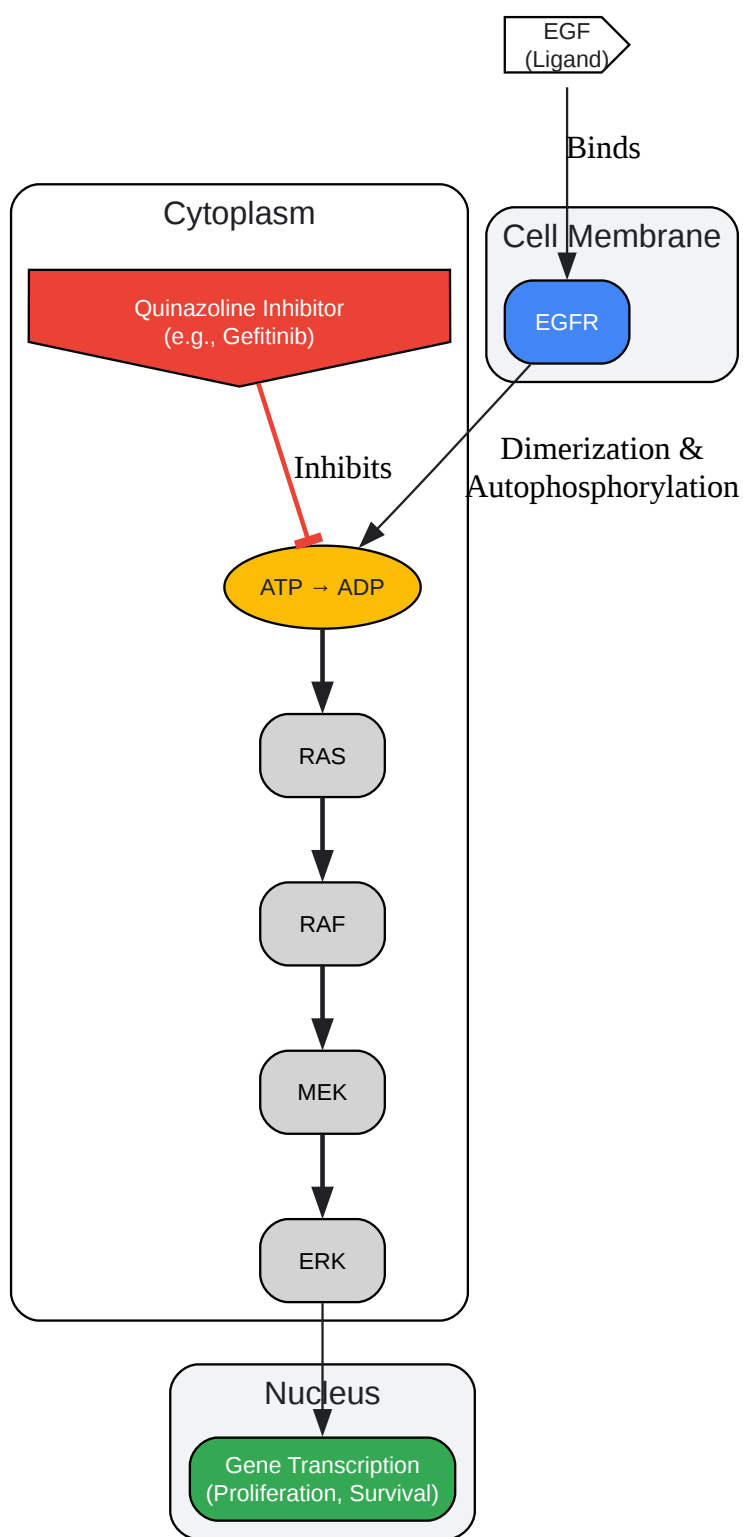 EGF
(Ligand)
Binds
Cytoplasm
Cell Membrane
Quinazoline Inhibitor
(e.g., Gefitinib)
EGFR
Inhibits
Dimerization &
Autophosphorylation
ATP → ADP
RAS
RAF
MEK
ERK
Nucleus
Gene Transcription
(Proliferation, Survival)